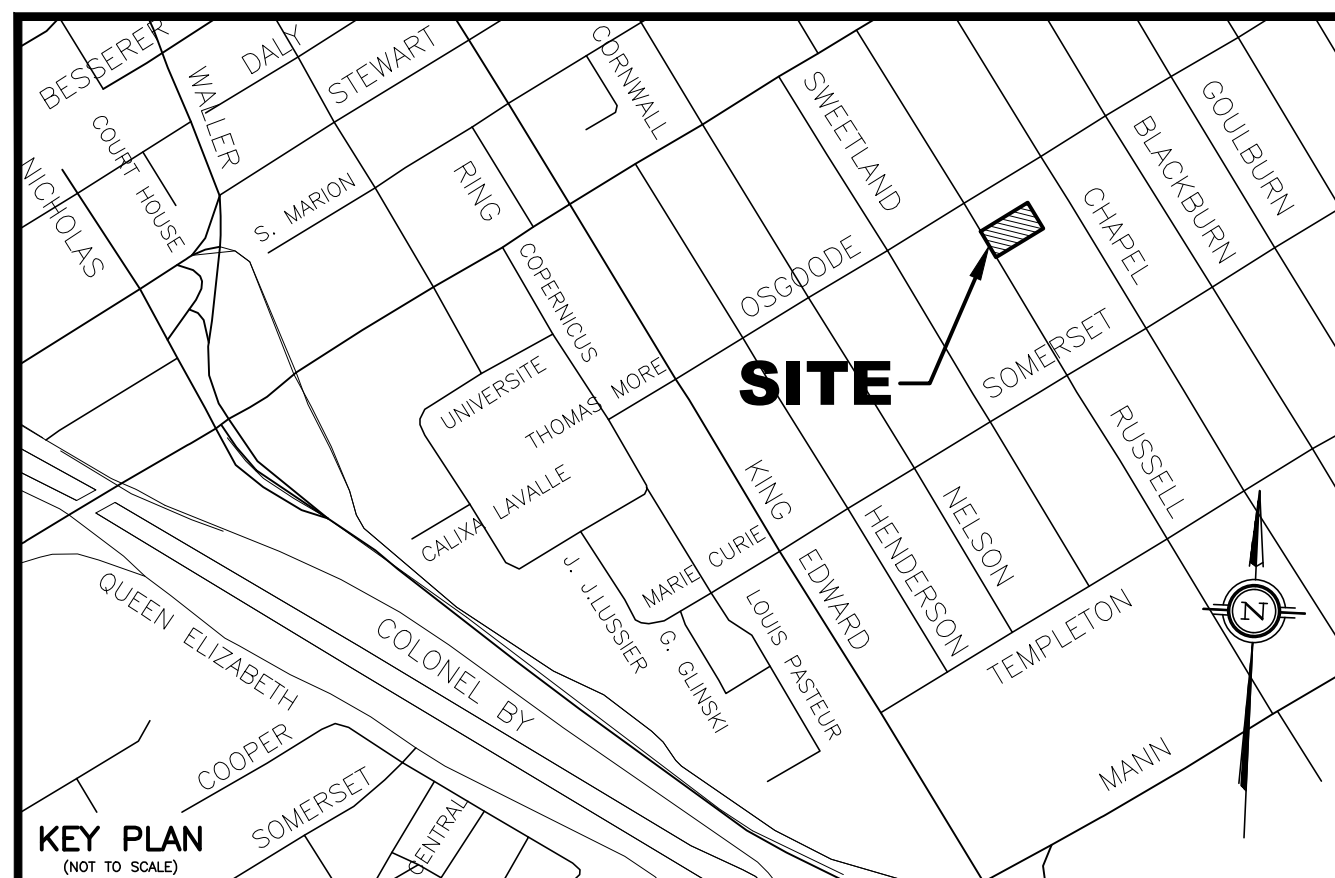 BESSERER
DALY
STEWART
WALLER
COURT HOUSE
NICHOLAS
S. MARION
RING
CORNWALL
SWEETLAND
GOULBURN
BLACKBURN
CHAPEL
COPERNICUS
OSGOODE
UNIVERSITE
THOMAS MORE
SITE
SOMERSET
RUSSELL
CALIXA LAVALLE
KING
EDWARD
NELSON
HENDERSON
MARIE CURIE
J. J.LUSSIER
G. GLINSKI
LOUIS PASTEUR
N
TEMPLETON
MANN
QUEEN ELIZABETH
COLONEL BY
COOPER
SOMERSET
CENTRAL
KEY PLAN
(NOT TO SCALE)